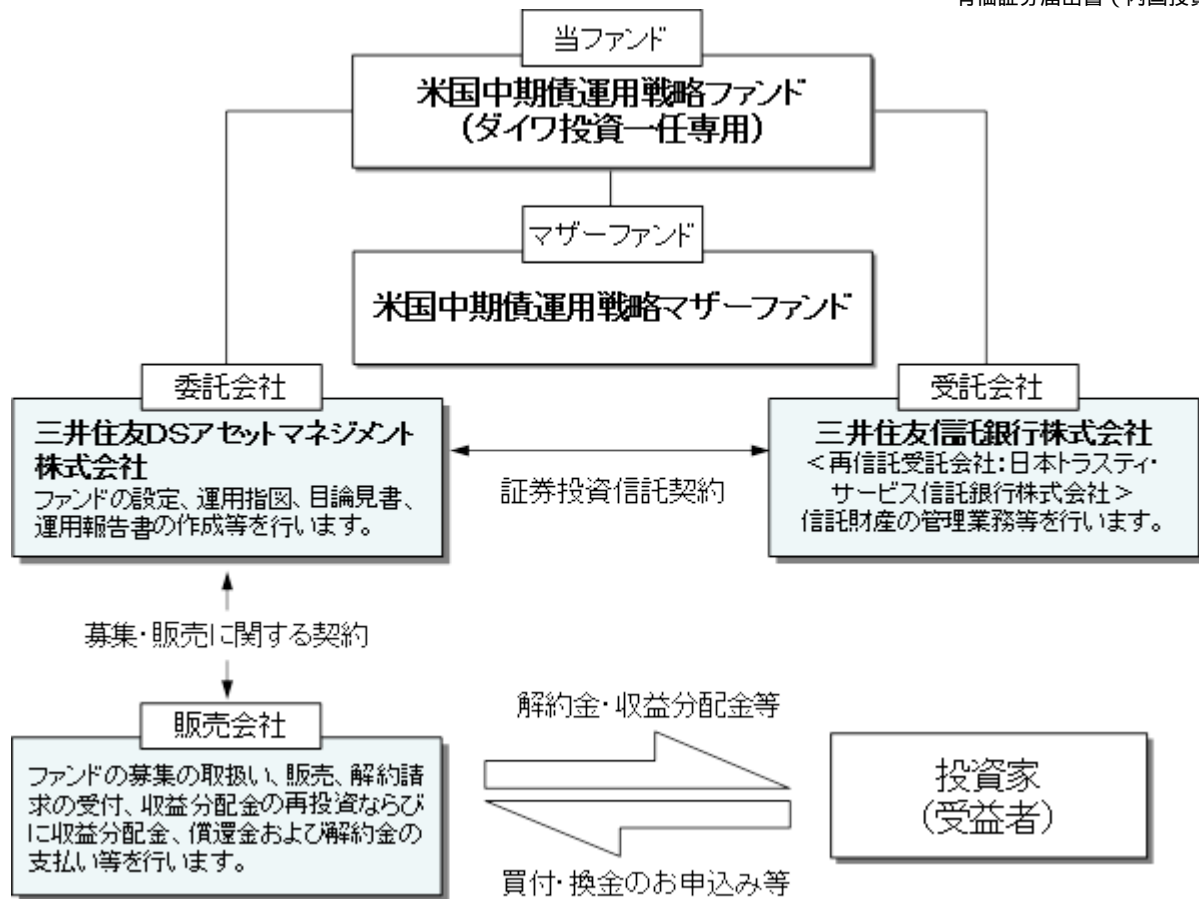 当ファンド
米国中期債運用戦略ファンド
(ダイワ投資一任専用)
マザーファンド
米国中期債運用戦略マザーファンド
委託会社
三井住友DSアセットマネジメント
株式会社
ファンドの設定、運用指図、目論見書、
運用報告書の作成等を行います。
証券投資信託契約
受託会社
三井住友信託銀行株式会社
<再信託受託会社:日本トラスティ・
サービス信託銀行株式会社>
信託財産の管理業務等を行います。
募集・販売に関する契約
販売会社
ファンドの募集の取扱い、販売、解約請
求の受付、収益分配金の再投資ならび
に収益分配金、償還金および解約金の
支払い等を行います。
解約金・収益分配金等
買付・換金のお申込み等
投資家
(受益者)